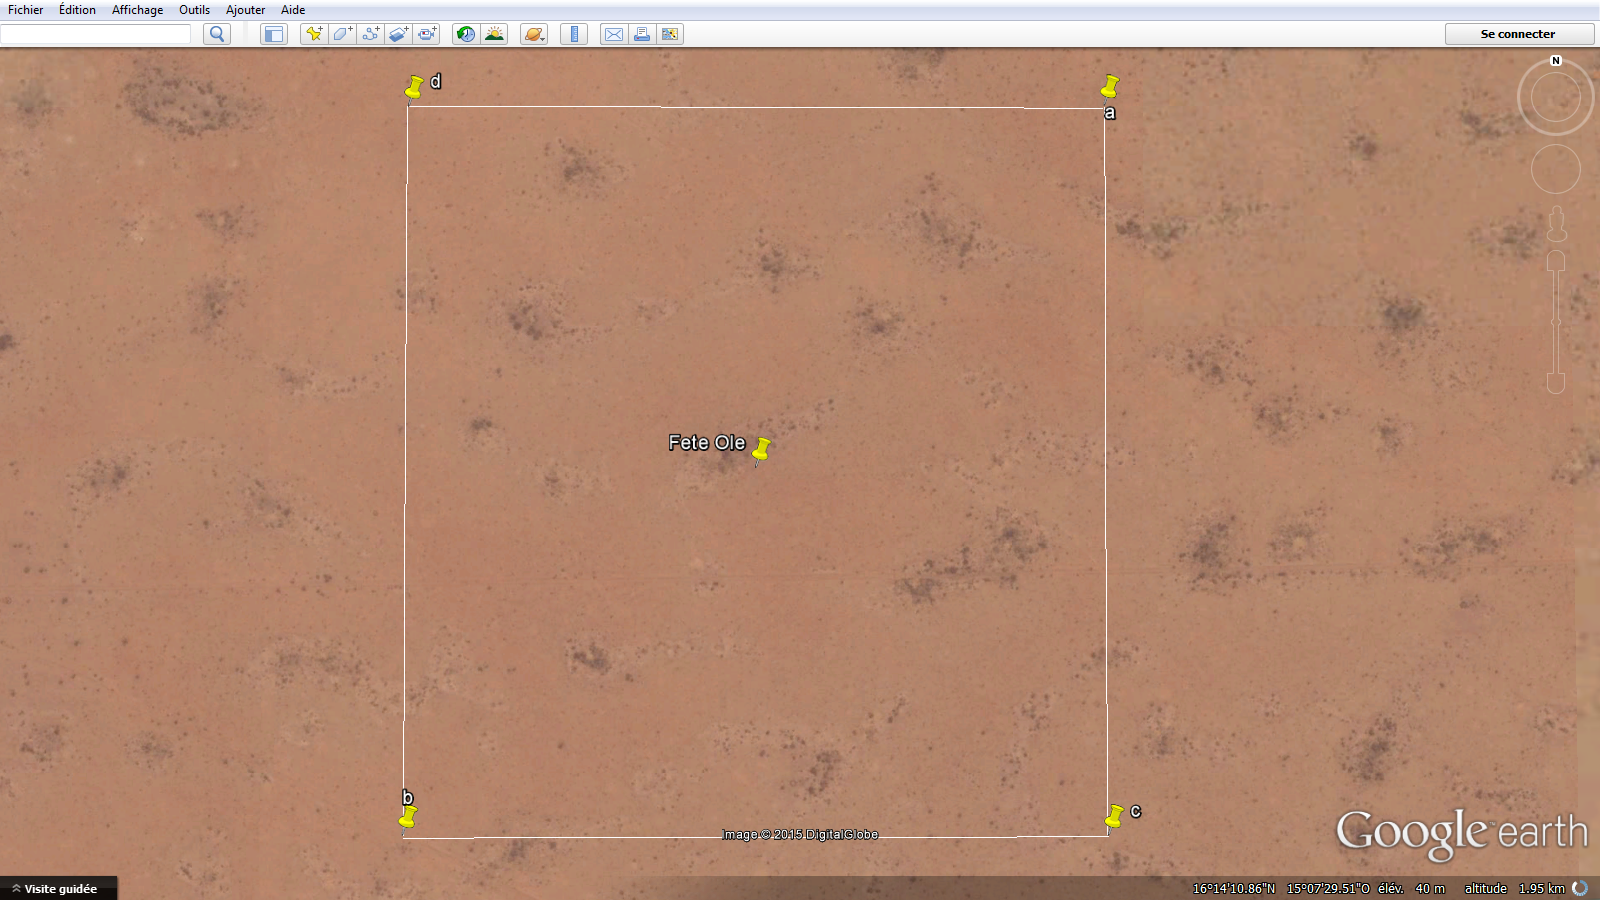 Fichier Édition Affichage Outils Ajouter Aide
Se connecter
N
d
a
Fete Ole
b
c
Image © 2015 DigitalGlobe
Google earth
Visite guidée
16°14'10.86"N 15°07'29.51"O élév. 40 m altitude 1.95 km